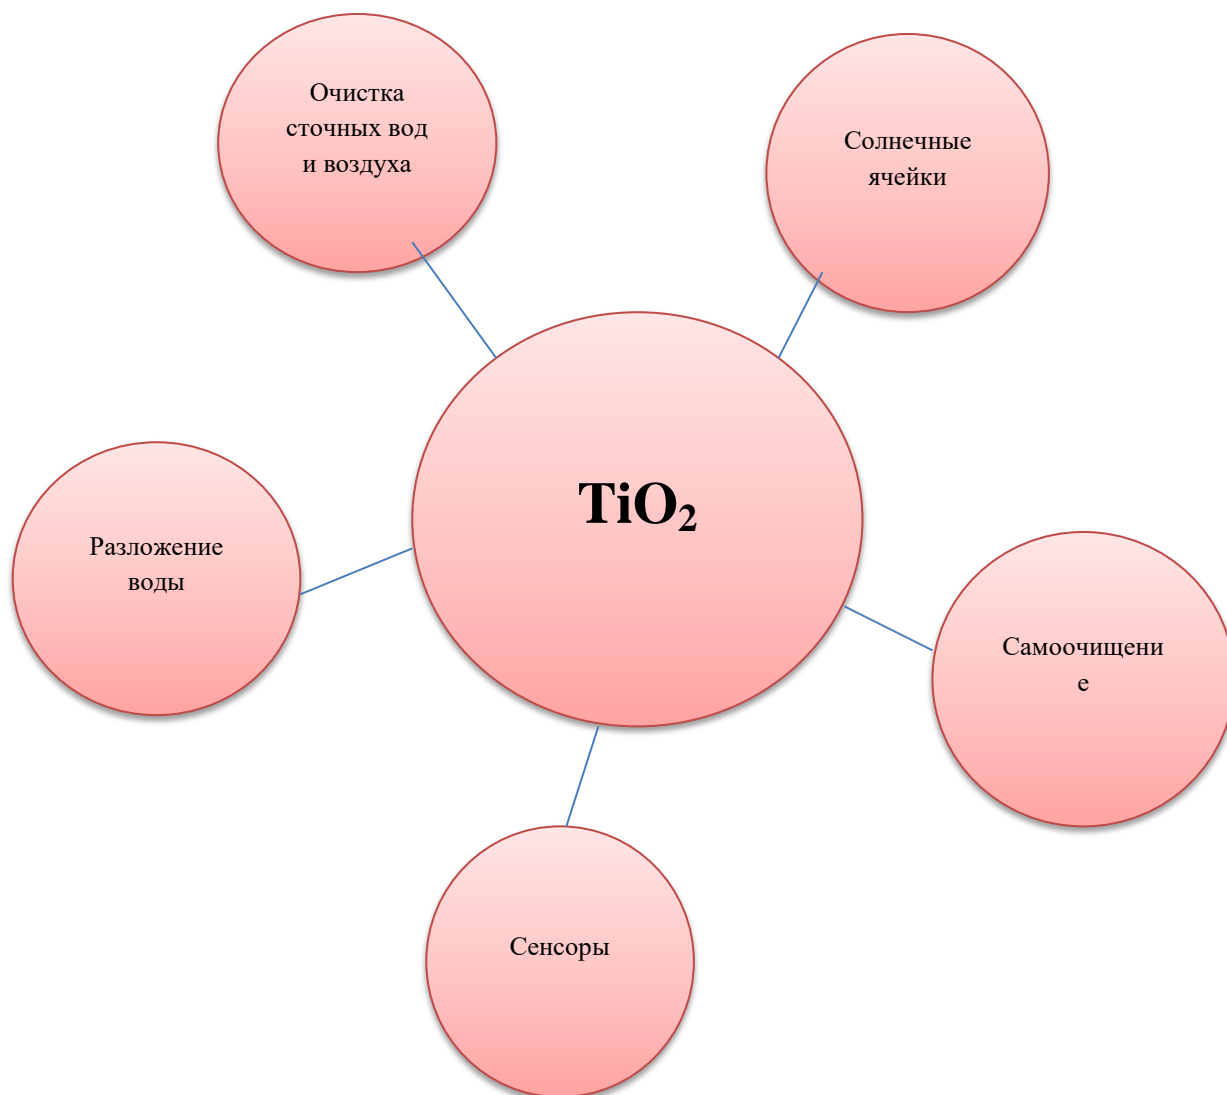 Очистка
сточных вод
и воздуха
Солнечные
ячейки
TiO₂
Разложение
воды
Самоочищени
е
Сенсоры